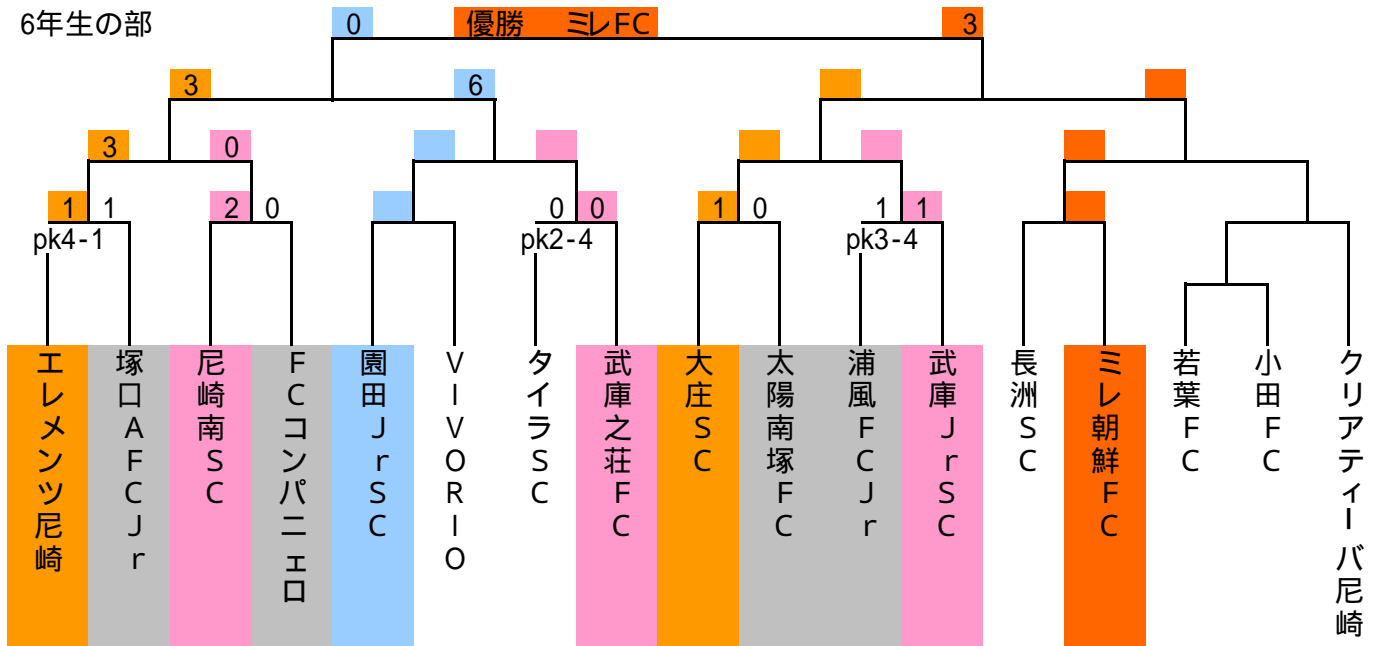 6年生の部
0
優勝　ミレFC
3
3
6
3
0
1
1
2
0
0
0
1
0
1
1
pk4-1
pk2-4
pk3-4
エレメンツ尼崎
塚口AFCJr
尼崎南SC
FCコンパニエロ
園田JrSC
VIVORIO
タイラSC
武庫之荘FC
大庄SC
太陽南塚FC
浦風FCJr
武庫JrSC
長洲SC
ミレ朝鮮FC
若葉FC
小田FC
クリアティーバ尼崎